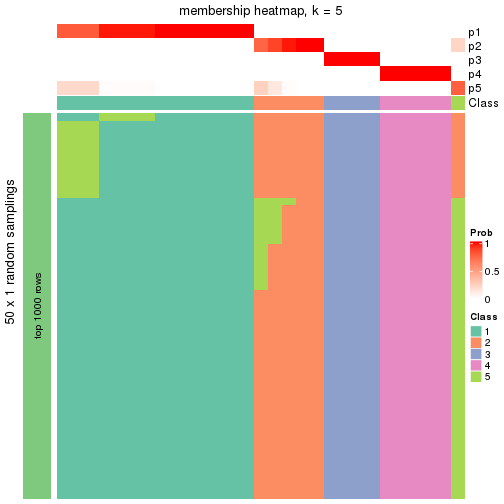 membership heatmap, k = 5
p1
p2
p3
p4
p5
Class
50 x 1 random samplings
top 1000 rows
Prob
1
0.5
0
Class
1
2
3
4
5